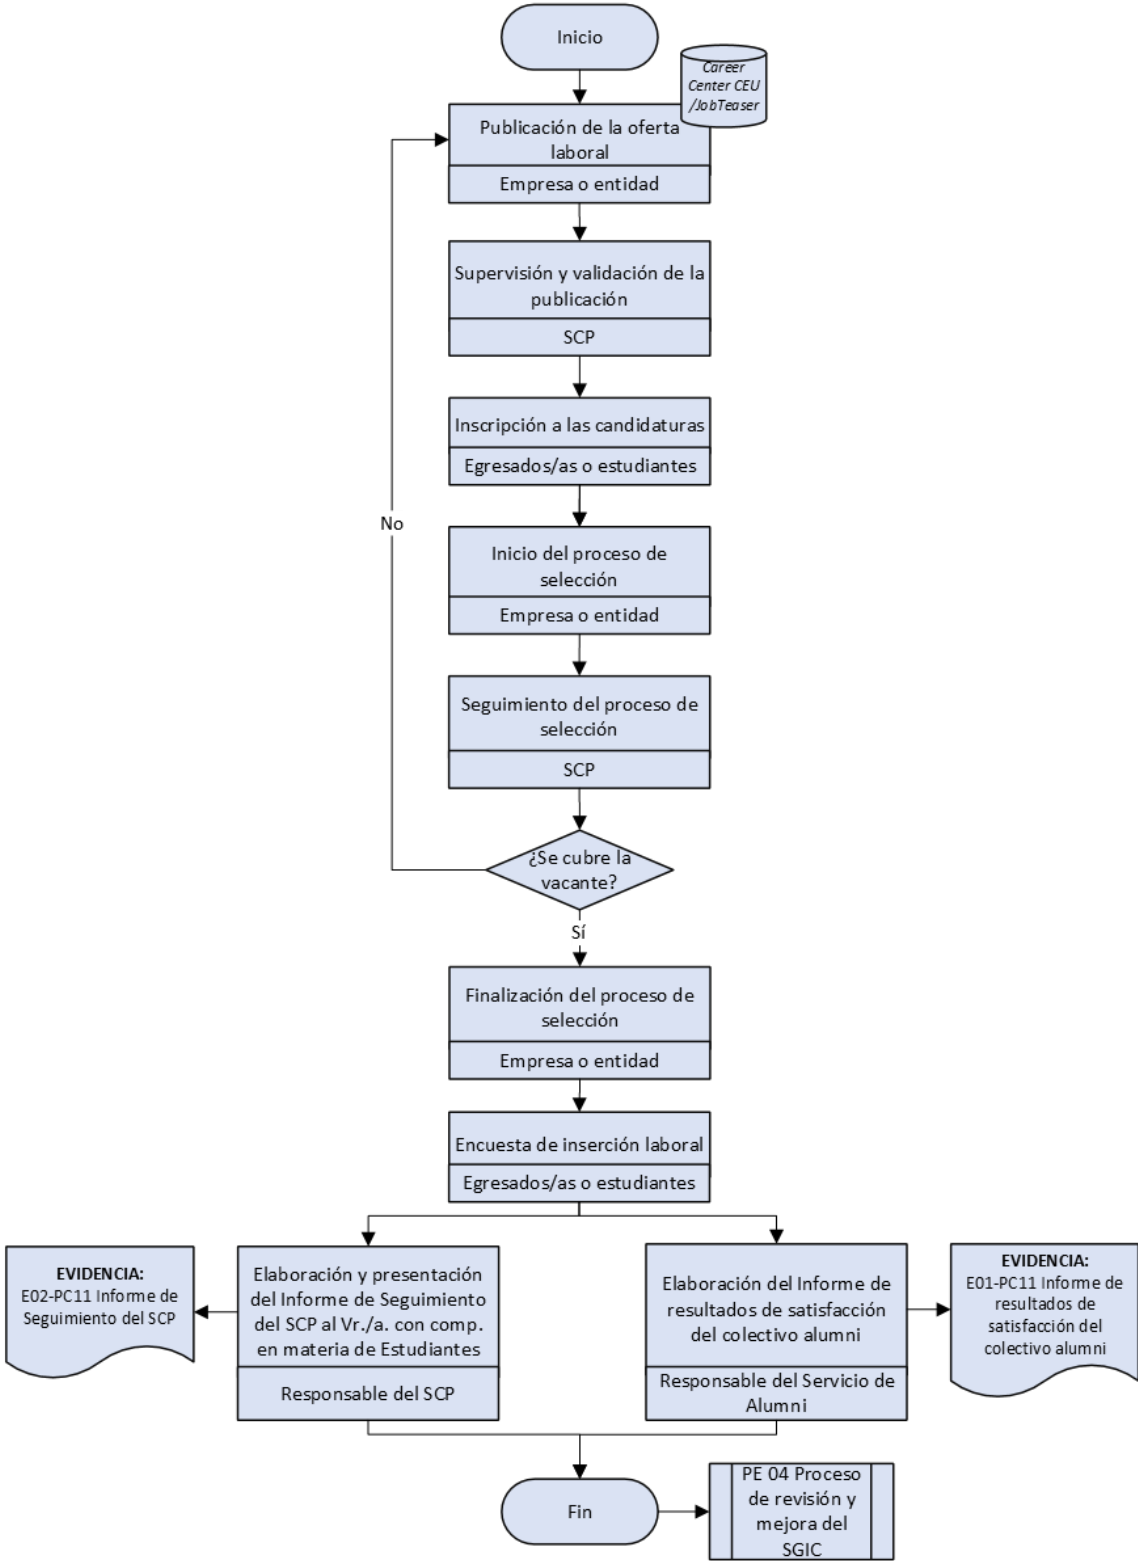 Inicio
Career
Center CEU
/JobTeaser
Publicación de la oferta
laboral
Empresa o entidad
Supervisión y validación de la
publicación
SCP
Inscripción a las candidaturas
Egresados/as o estudiantes
No
Inicio del proceso de
selección
Empresa o entidad
Seguimiento del proceso de
selección
SCP
¿Se cubre la
vacante?
Sí
Finalización del proceso de
selección
Empresa o entidad
Encuesta de inserción laboral
Egresados/as o estudiantes
EVIDENCIA:
E02-PC11 Informe de
Seguimiento del SCP
Elaboración y presentación
del Informe de Seguimiento
del SCP al Vr./a. con comp.
en materia de Estudiantes
Responsable del SCP
Elaboración del Informe de
resultados de satisfacción
del colectivo alumni
Responsable del Servicio de
Alumni
EVIDENCIA:
E01-PC11 Informe de
resultados de
satisfacción del
colectivo alumni
Fin
PE 04 Proceso
de revisión y
mejora del
SGIC